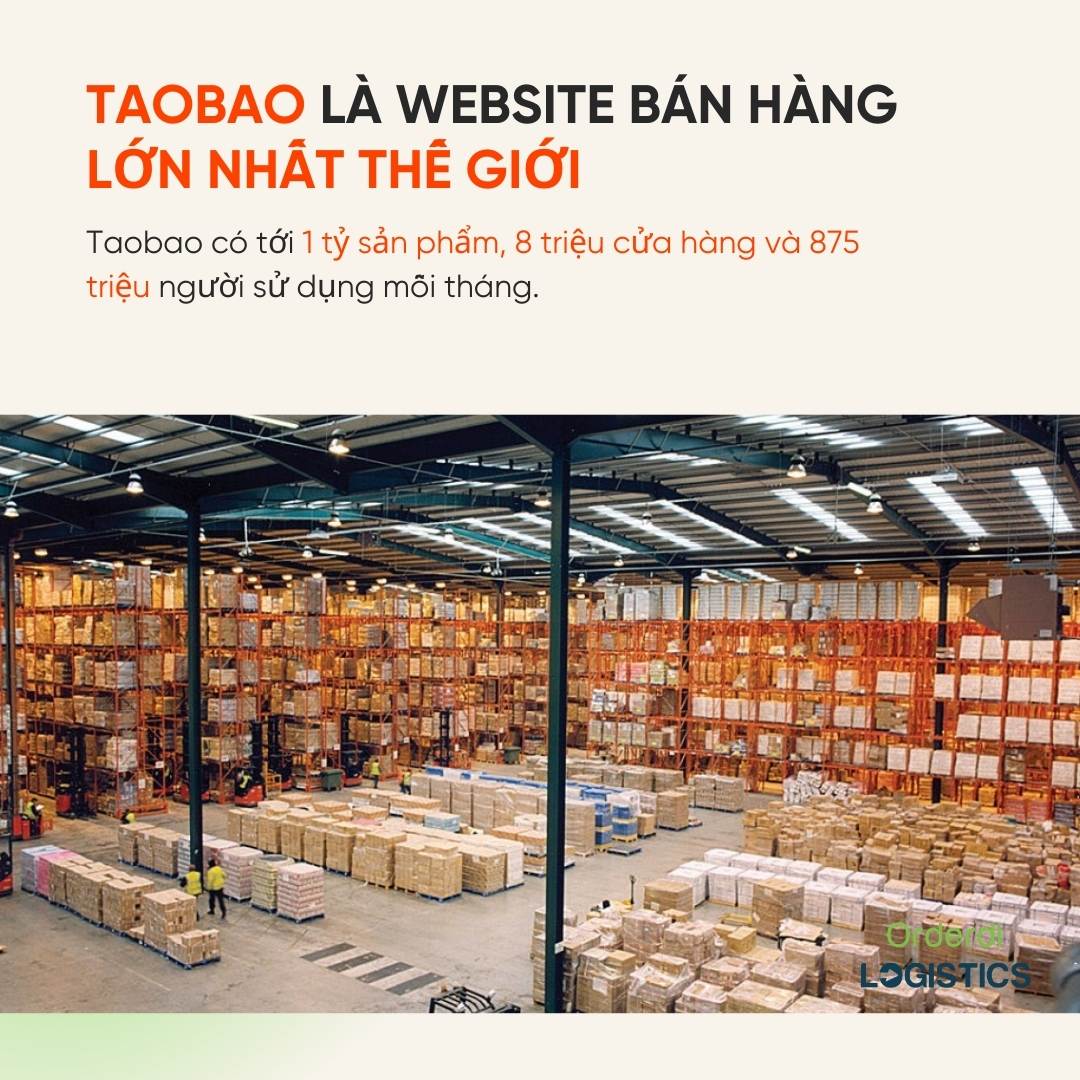 TAOBAO LÀ WEBSITE BÁN HÀNG
LỚN NHẤT THẾ GIỚI
Taobao có tới 1 tỷ sản phẩm, 8 triệu cửa hàng và 875
triệu người sử dụng mỗi tháng.
Orderdi
LOGISTICS